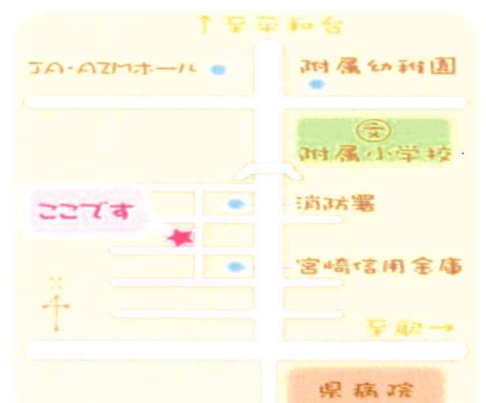 ↓至平和台
JA・AZMホール
附属幼稚園
文
附属小学校
ここです
消防署
宮崎信用金庫
至駅→
県病院